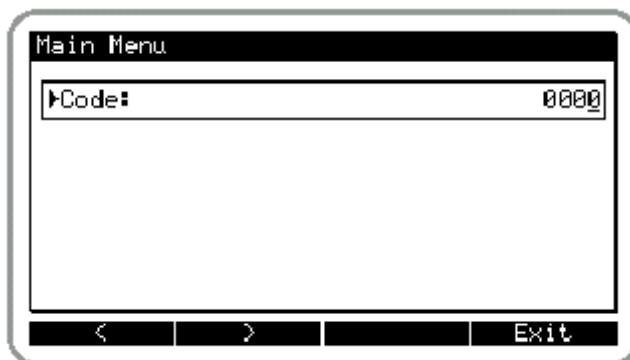 Main Menu
▶Code: 0000
< > Exit